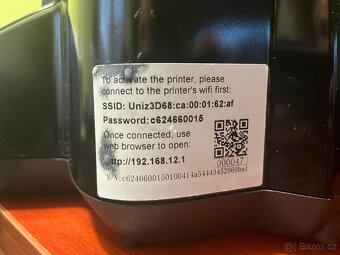 To activate the printer, please
connect to the printer's wifi first:
SSID: Uniz3D68:ca:00:01:62:af
Password:c624660015
Once connected, use
web browser to open:
http://192.168.12.1
000047
S/N:c6246600150100414a54443452069ba1
Bazoš.cz